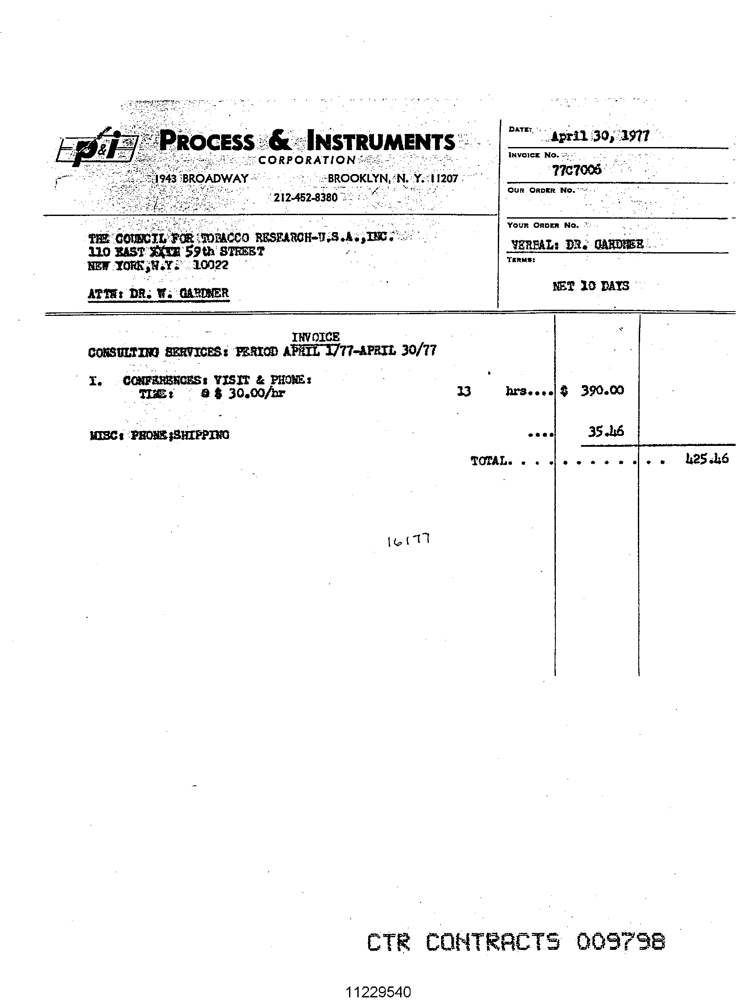 p&i PROCESS & INSTRUMENTS
CORPORATION
1943 BROADWAY BROOKLYN, N. Y. 11207
212-452-8380
DATE: April 30, 1977
INVOICE NO.
77C7006
OUR ORDER NO.
YOUR ORDER NO.
VERBAL: DR. GARDNER
TERMS:
NET 10 DAYS
THE COUNCIL FOR TOBACCO RESEARCH-U.S.A.,INC.
110 EAST 59th STREET
NEW YORK,N.Y. 10022
ATTN: DR. W. GARDNER
INVOICE
CONSULTING SERVICES: PERIOD APRIL 1/77-APRIL 30/77
I. CONFERENCES: VISIT & PHONE:
TIME: @ $ 30.00/hr 13 hrs.... $ 390.00
MISC: PHONE;SHIPPING .... 35.46
TOTAL. . . . . . . . . . . . 425.46
16177
CTR CONTRACTS 009798
11229540